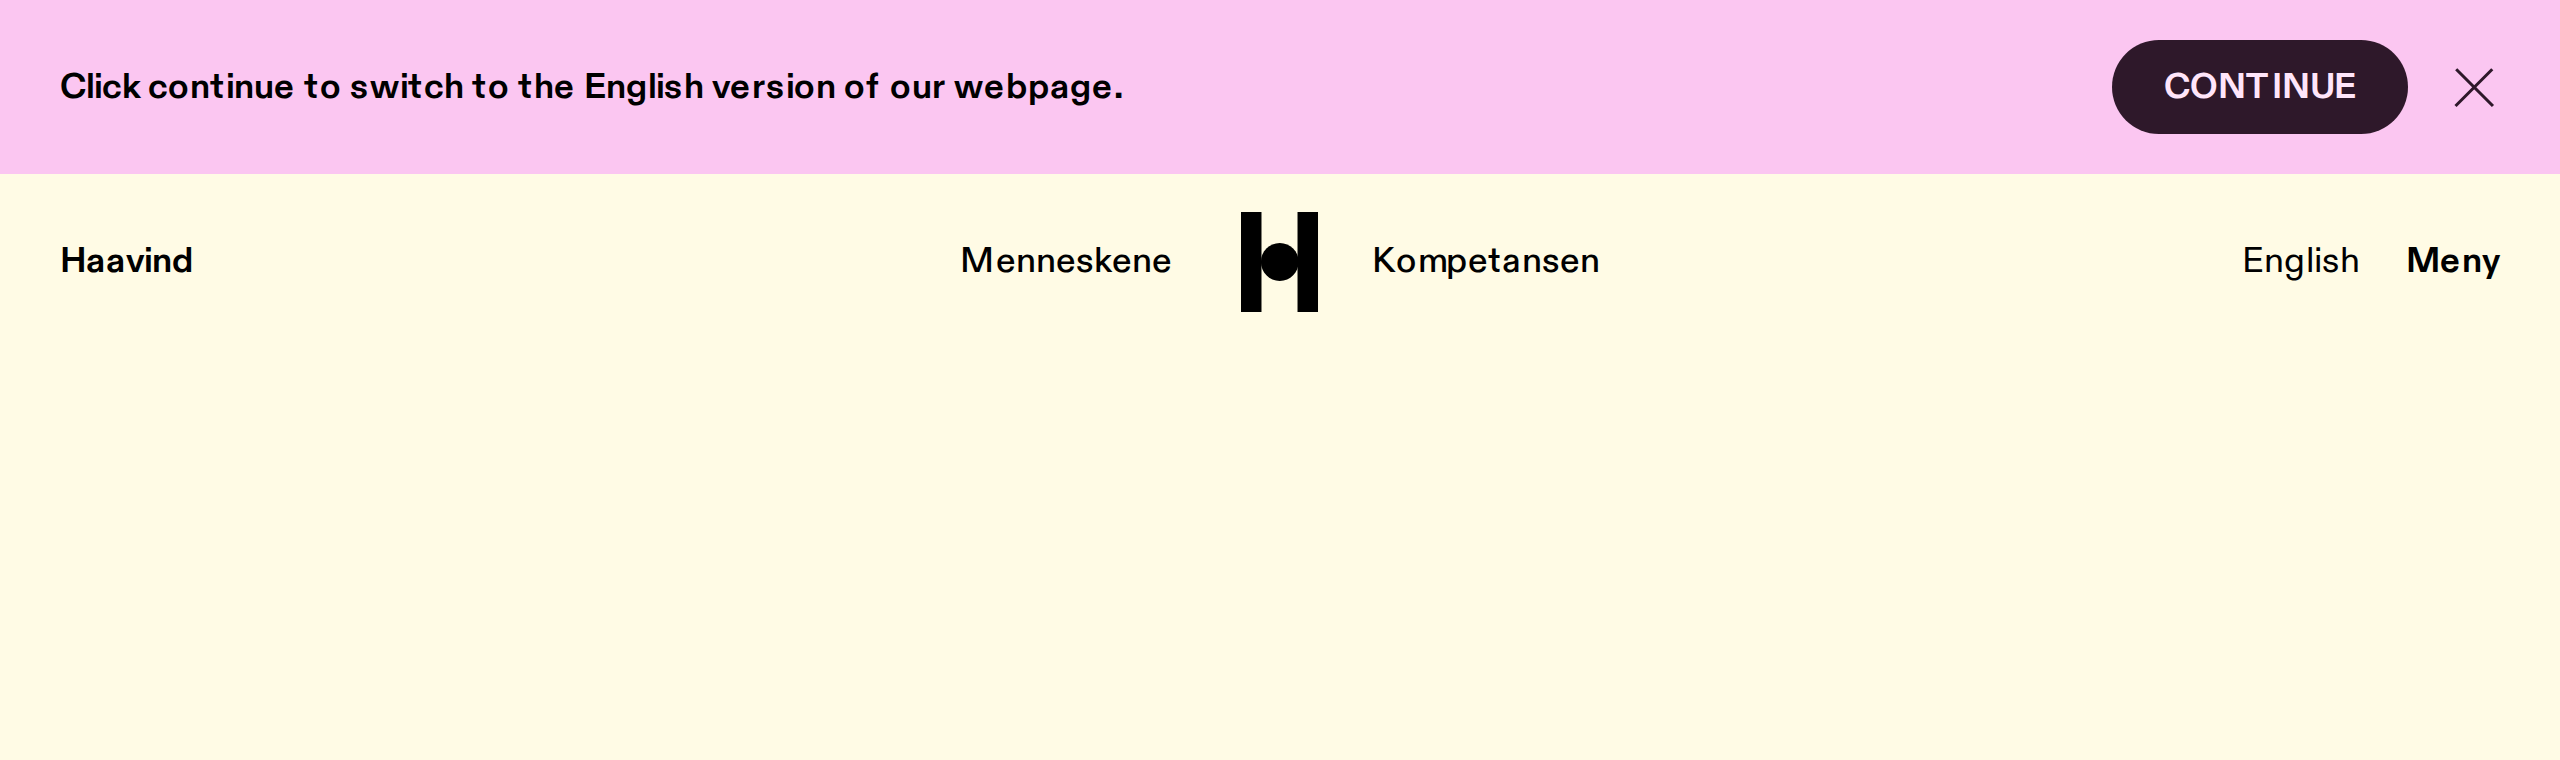 Click continue to switch to the English version of our webpage.
CONTINUE
Haavind
Menneskene
Kompetansen
English
Meny